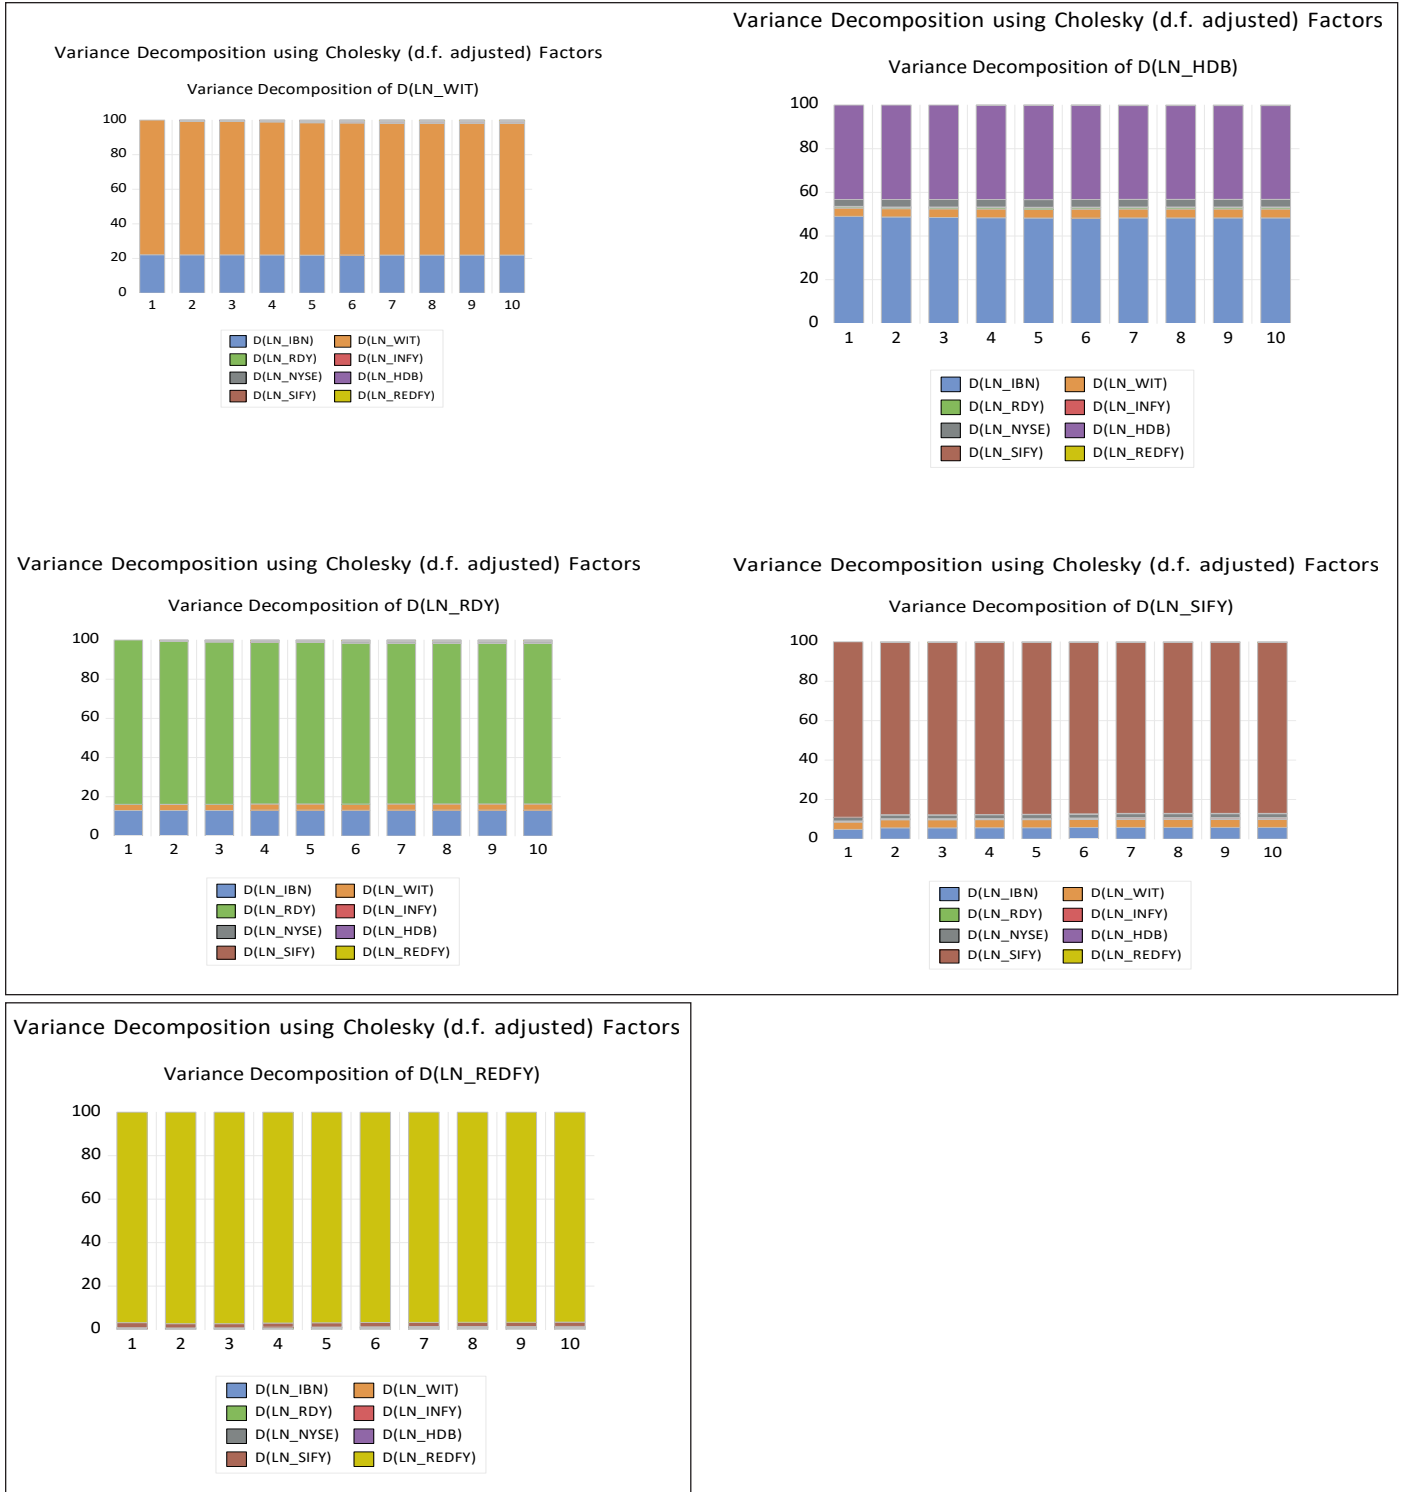 Variance Decomposition using Cholesky (d.f. adjusted) Factors
Variance Decomposition of D(LN_WIT)
100
80
60
40
20
0
1 2 3 4 5 6 7 8 9 10
D(LN_IBN) D(LN_WIT)
D(LN_RDY) D(LN_INFY)
D(LN_NYSE) D(LN_HDB)
D(LN_SIFY) D(LN_REDFY)
Variance Decomposition using Cholesky (d.f. adjusted) Factors
Variance Decomposition of D(LN_HDB)
100
80
60
40
20
0
1 2 3 4 5 6 7 8 9 10
D(LN_IBN) D(LN_WIT)
D(LN_RDY) D(LN_INFY)
D(LN_NYSE) D(LN_HDB)
D(LN_SIFY) D(LN_REDFY)
Variance Decomposition using Cholesky (d.f. adjusted) Factors
Variance Decomposition of D(LN_RDY)
100
80
60
40
20
0
1 2 3 4 5 6 7 8 9 10
D(LN_IBN) D(LN_WIT)
D(LN_RDY) D(LN_INFY)
D(LN_NYSE) D(LN_HDB)
D(LN_SIFY) D(LN_REDFY)
Variance Decomposition using Cholesky (d.f. adjusted) Factors
Variance Decomposition of D(LN_SIFY)
100
80
60
40
20
0
1 2 3 4 5 6 7 8 9 10
D(LN_IBN) D(LN_WIT)
D(LN_RDY) D(LN_INFY)
D(LN_NYSE) D(LN_HDB)
D(LN_SIFY) D(LN_REDFY)
Variance Decomposition using Cholesky (d.f. adjusted) Factors
Variance Decomposition of D(LN_REDFY)
100
80
60
40
20
0
1 2 3 4 5 6 7 8 9 10
D(LN_IBN) D(LN_WIT)
D(LN_RDY) D(LN_INFY)
D(LN_NYSE) D(LN_HDB)
D(LN_SIFY) D(LN_REDFY)